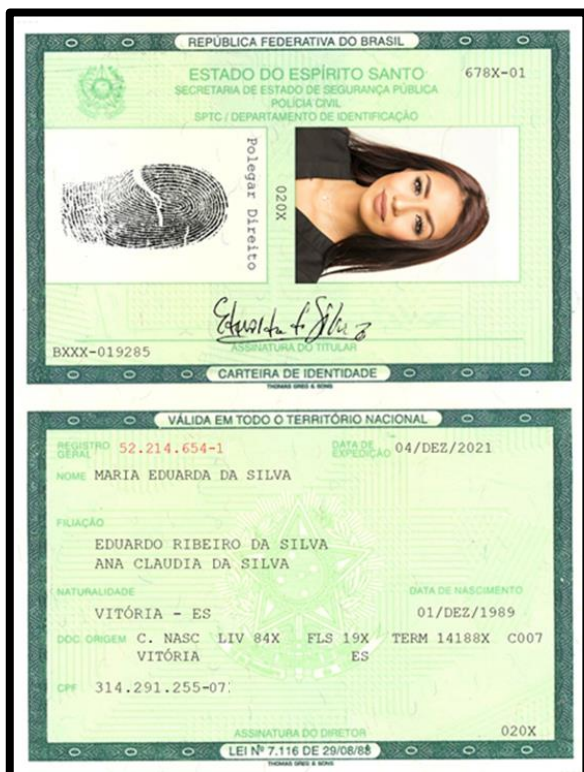 REPÚBLICA FEDERATIVA DO BRASIL
ESTADO DO ESPÍRITO SANTO 678X-01
SECRETARIA DE ESTADO DE SEGURANÇA PÚBLICA
POLÍCIA CIVIL
SPTC / DEPARTAMENTO DE IDENTIFICAÇÃO
Polegar Direito
020X
BXXX-019285
ASSINATURA DO TITULAR
CARTEIRA DE IDENTIDADE
THOMAS GREG & SONS
VÁLIDA EM TODO O TERRITÓRIO NACIONAL
REGISTRO GERAL 52.214.654-1 DATA DE EXPEDIÇÃO 04/DEZ/2021
NOME MARIA EDUARDA DA SILVA
FILIAÇÃO
EDUARDO RIBEIRO DA SILVA
ANA CLAUDIA DA SILVA
NATURALIDADE DATA DE NASCIMENTO
VITÓRIA - ES 01/DEZ/1989
DOC. ORIGEM C. NASC LIV 84X FLS 19X TERM 14188X C007
VITÓRIA ES
CPF 314.291.255-07
020X
ASSINATURA DO DIRETOR
LEI Nº 7.116 DE 29/08/83
THOMAS GREG & SONS